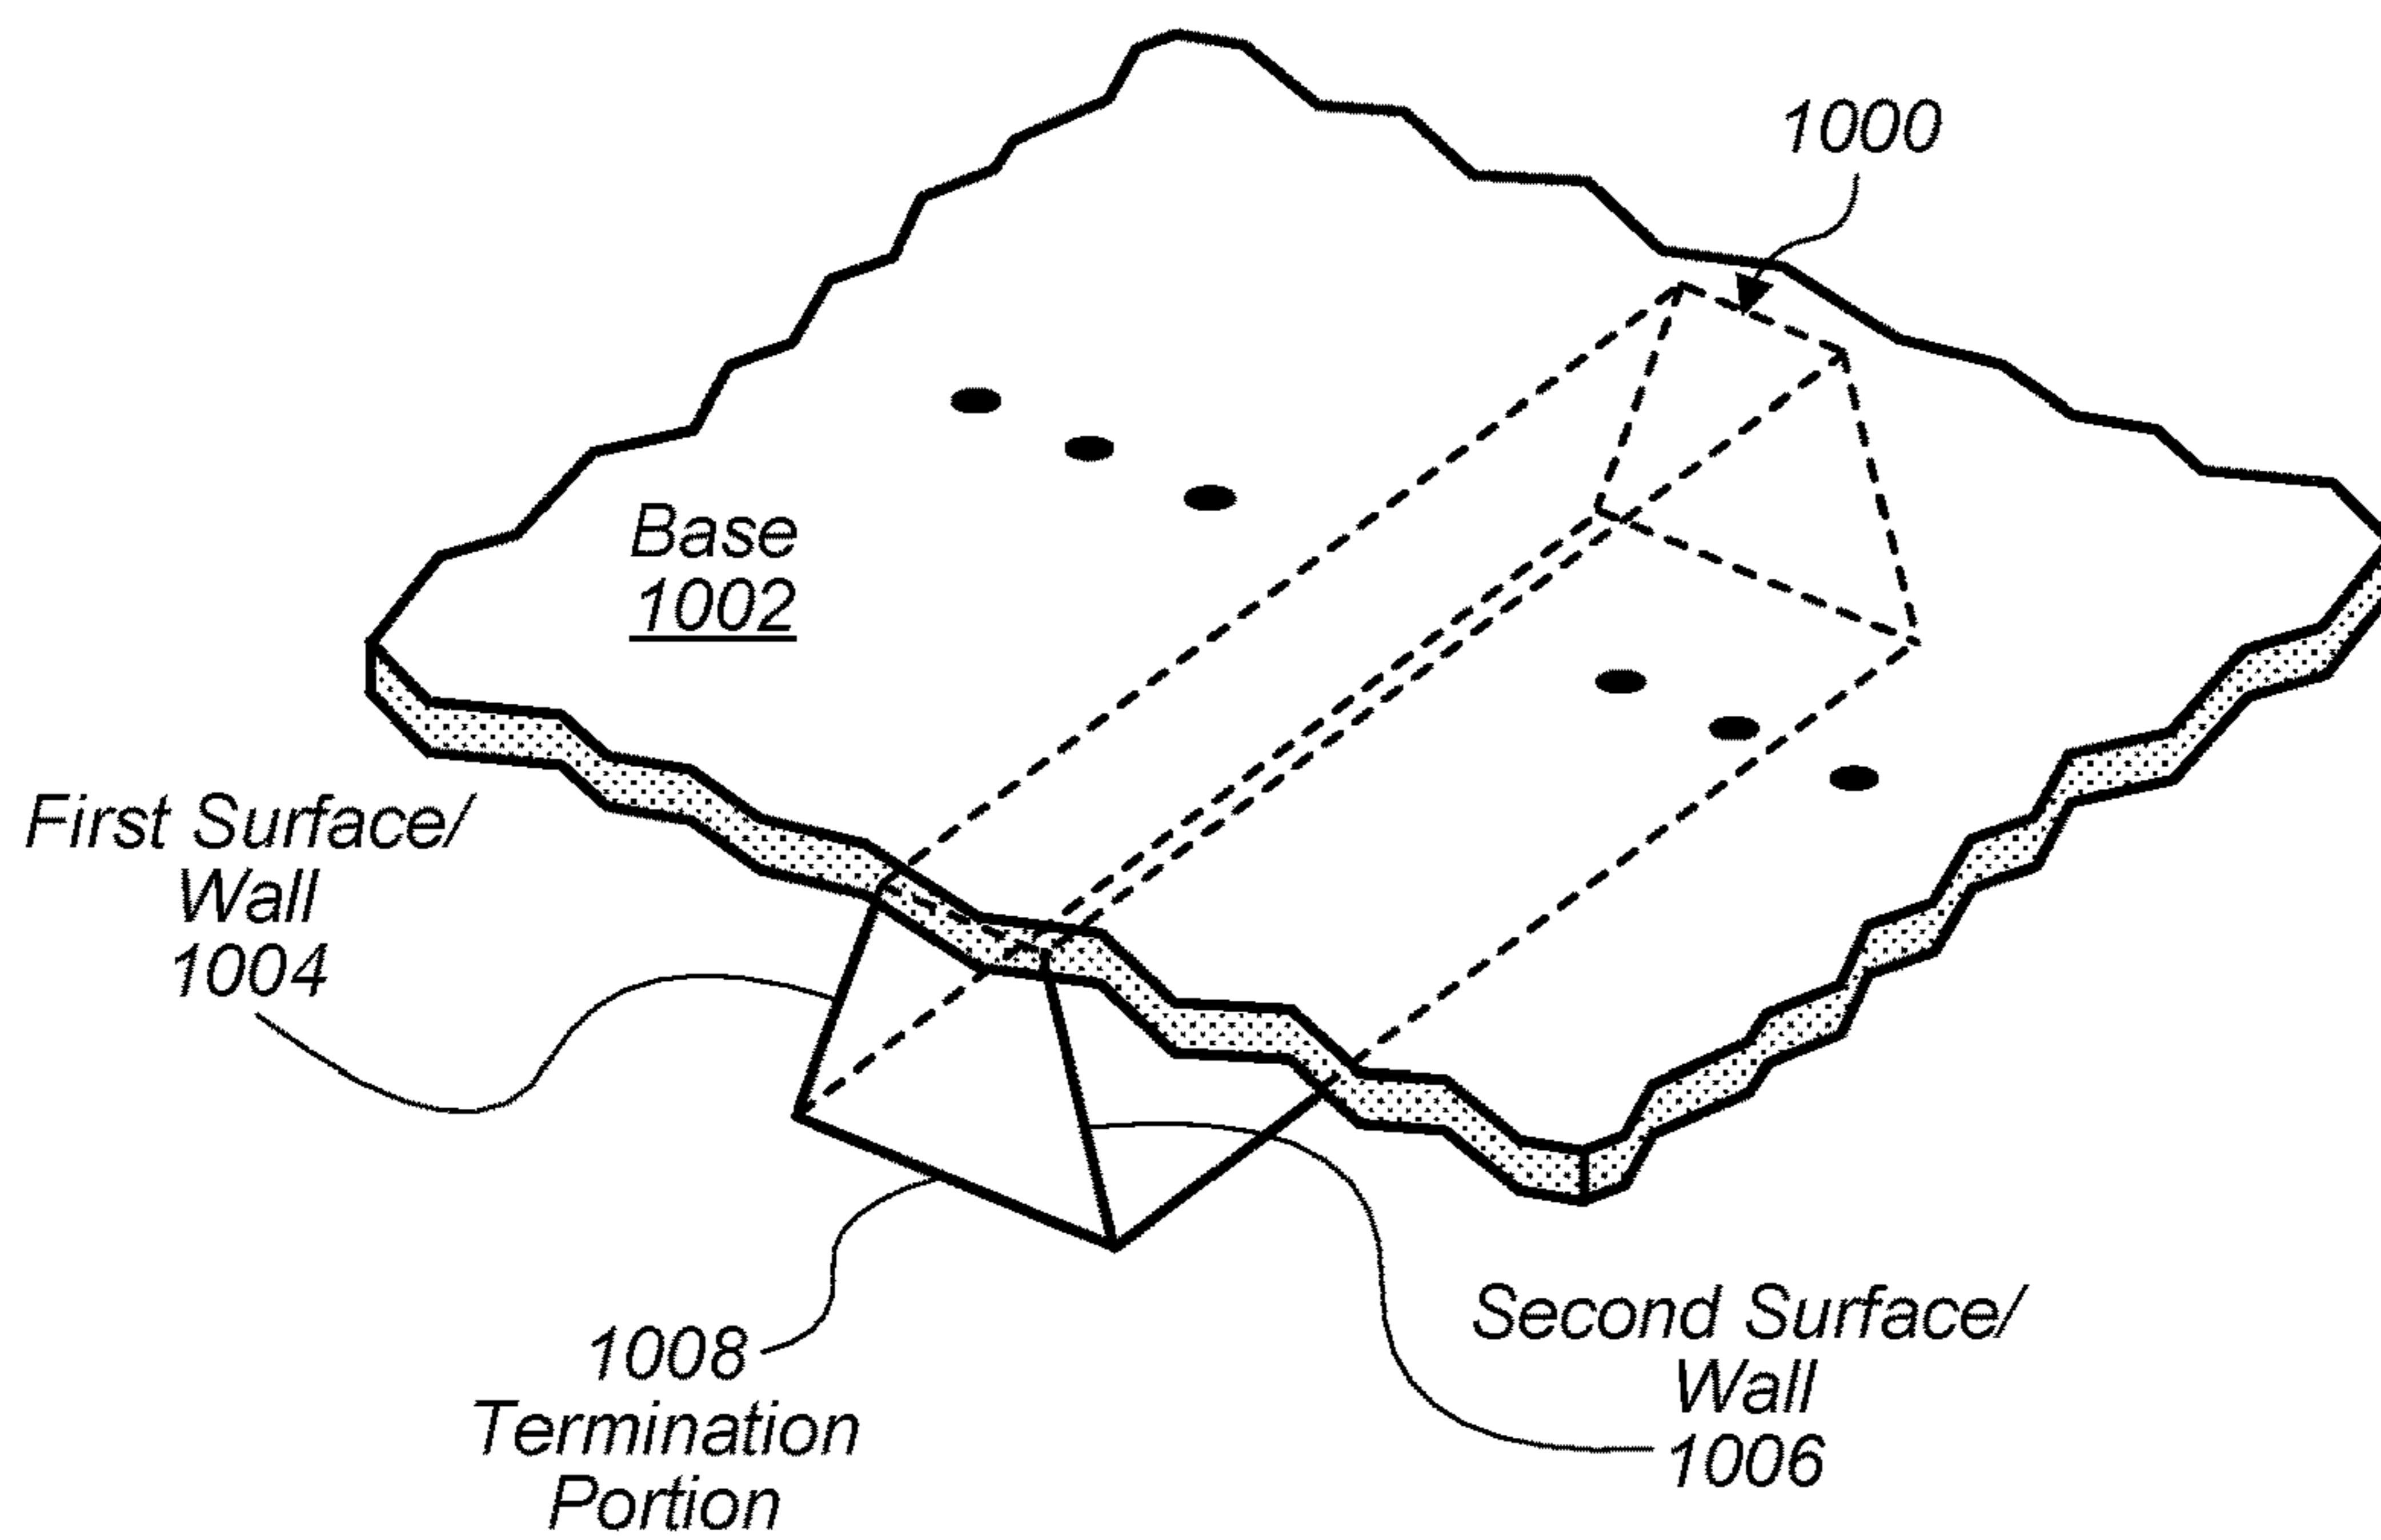 1000
Base
1002
First Surface/
Wall
1004
1008
Termination
Portion
Second Surface/
Wall
1006